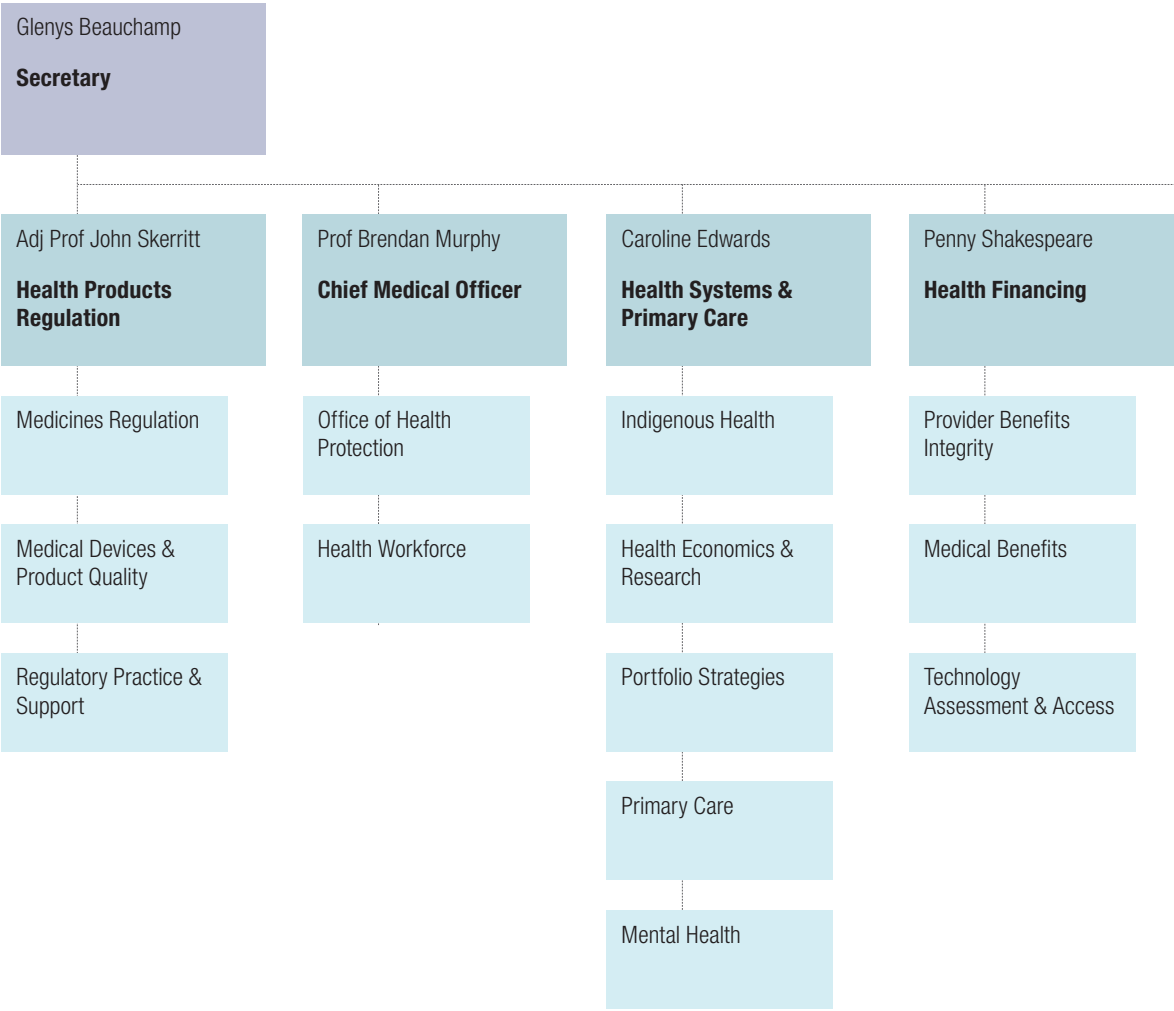 Glenys Beauchamp
Secretary
Adj Prof John Skerritt
Health Products
Regulation
Medicines Regulation
Medical Devices &
Product Quality
Regulatory Practice &
Support
Prof Brendan Murphy
Chief Medical Officer
Office of Health
Protection
Health Workforce
Caroline Edwards
Health Systems &
Primary Care
Indigenous Health
Health Economics &
Research
Portfolio Strategies
Primary Care
Mental Health
Penny Shakespeare
Health Financing
Provider Benefits
Integrity
Medical Benefits
Technology
Assessment & Access